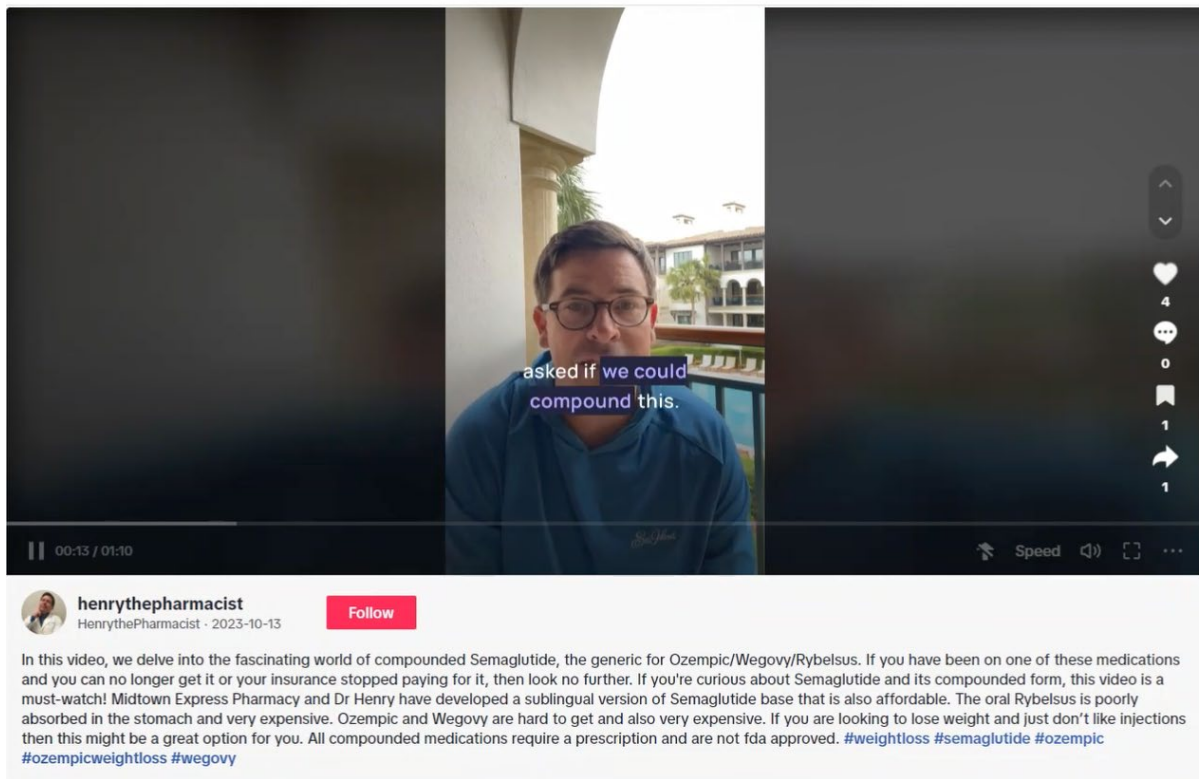 asked if we could
compound this.
4
0
1
1
00:13 / 01:10
Speed
henrythepharmacist
HenrythePharmacist · 2023-10-13
Follow
In this video, we delve into the fascinating world of compounded Semaglutide, the generic for Ozempic/Wegovy/Rybelsus. If you have been on one of these medications
and you can no longer get it or your insurance stopped paying for it, then look no further. If you're curious about Semaglutide and its compounded form, this video is a
must-watch! Midtown Express Pharmacy and Dr Henry have developed a sublingual version of Semaglutide base that is also affordable. The oral Rybelsus is poorly
absorbed in the stomach and very expensive. Ozempic and Wegovy are hard to get and also very expensive. If you are looking to lose weight and just don’t like injections
then this might be a great option for you. All compounded medications require a prescription and are not fda approved. #weightloss #semaglutide #ozempic
#ozempicweightloss #wegovy